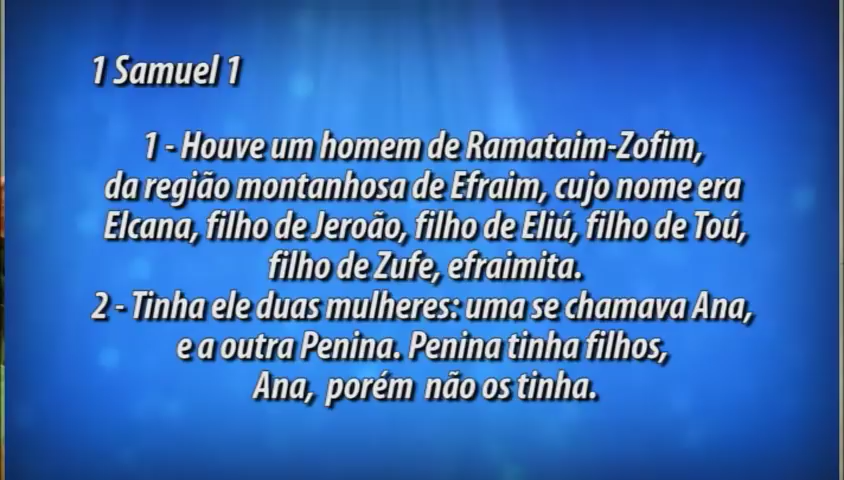 1 Samuel 1
1 - Houve um homem de Ramataim-Zofim,
da região montanhosa de Efraim, cujo nome era
Elcana, filho de Jeroão, filho de Eliú, filho de Toú,
filho de Zufe, efraimita.
2 - Tinha ele duas mulheres: uma se chamava Ana,
e a outra Penina. Penina tinha filhos,
Ana, porém não os tinha.